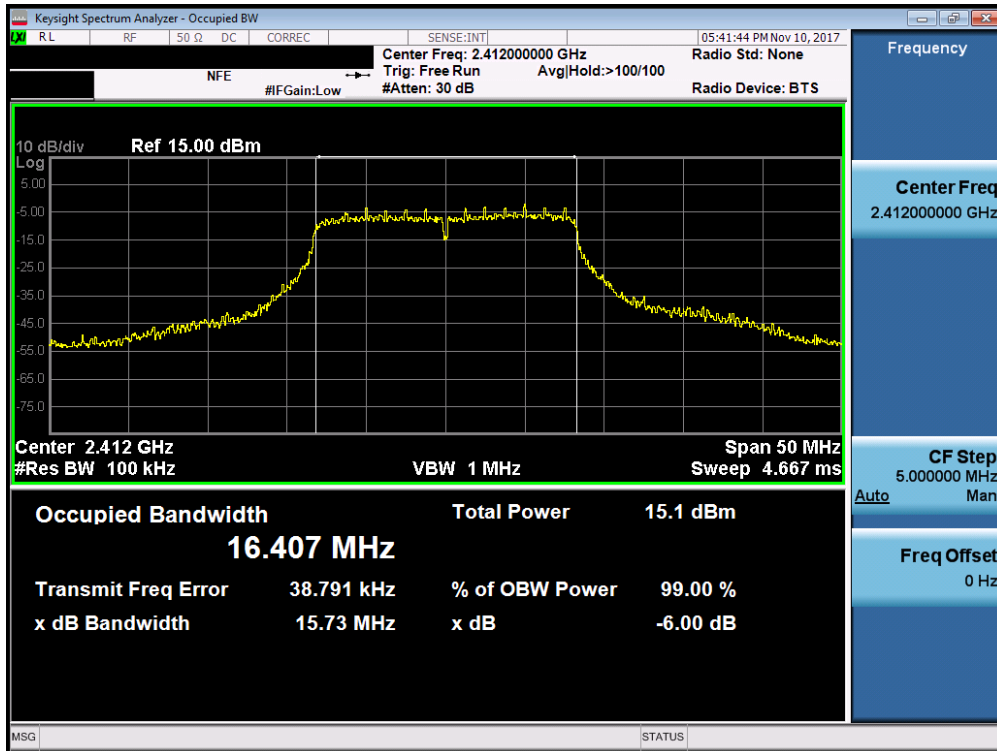 Keysight Spectrum Analyzer - Occupied BW
LXI RL RF 50 Ω DC CORREC SENSE:INT 05:41:44 PM Nov 10, 2017
Center Freq: 2.412000000 GHz Radio Std: None
NFE Trig: Free Run Avg|Hold:>100/100
#IFGain:Low #Atten: 30 dB Radio Device: BTS
10 dB/div Ref 15.00 dBm
Log
5.00
-5.00
-15.0
-25.0
-35.0
-45.0
-55.0
-65.0
-75.0
Center 2.412 GHz Span 50 MHz
#Res BW 100 kHz VBW 1 MHz Sweep 4.667 ms
Occupied Bandwidth Total Power 15.1 dBm
16.407 MHz
Transmit Freq Error 38.791 kHz % of OBW Power 99.00 %
x dB Bandwidth 15.73 MHz x dB -6.00 dB
Frequency
Center Freq
2.412000000 GHz
CF Step
5.000000 MHz
Auto Man
Freq Offset
0 Hz
MSG STATUS